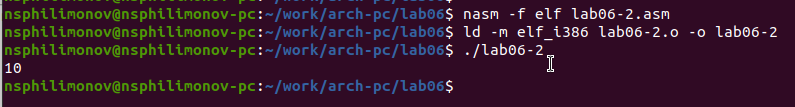 nsphilimonov@nsphilimonov-pc:~/work/arch-pc/lab06$ nasm -f elf lab06-2.asm
nsphilimonov@nsphilimonov-pc:~/work/arch-pc/lab06$ ld -m elf_i386 lab06-2.o -o lab06-2
nsphilimonov@nsphilimonov-pc:~/work/arch-pc/lab06$ ./lab06-2
10
nsphilimonov@nsphilimonov-pc:~/work/arch-pc/lab06$